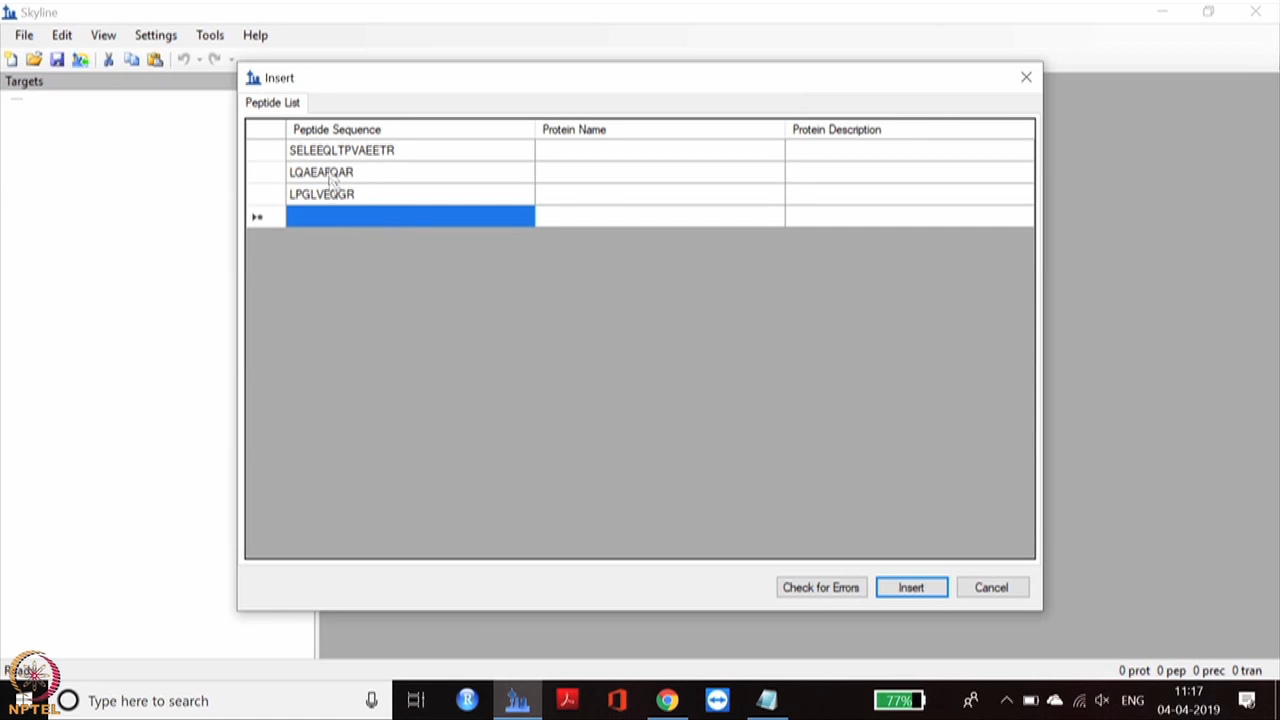 Skyline
File Edit View Settings Tools Help
Targets
Insert
Peptide List
Peptide Sequence Protein Name Protein Description
SELEEQLTPVAEETR
LQAEAFQAR
LPGLVEQGR
Check for Errors Insert Cancel
0 prot 0 pep 0 prec 0 tran
NPTEL
Type here to search
77%
ENG
11:17
04-04-2019